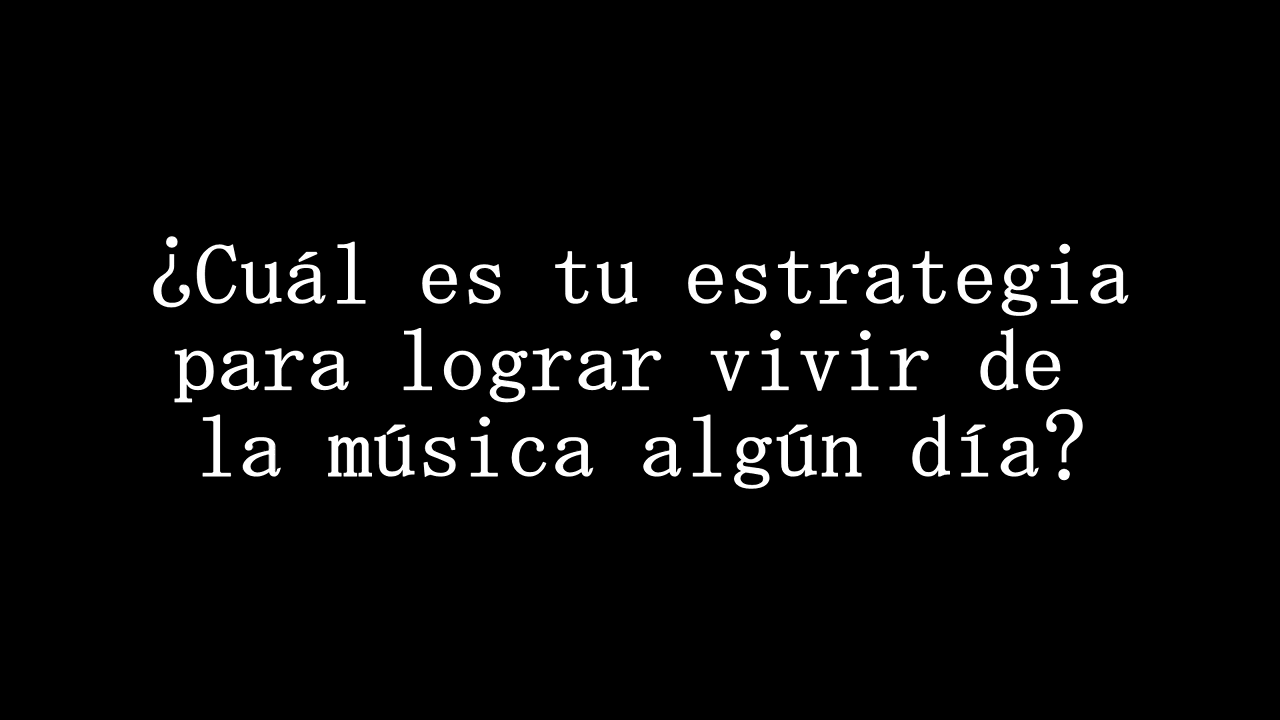 ¿Cuál es tu estrategia
para lograr vivir de
la música algún día?